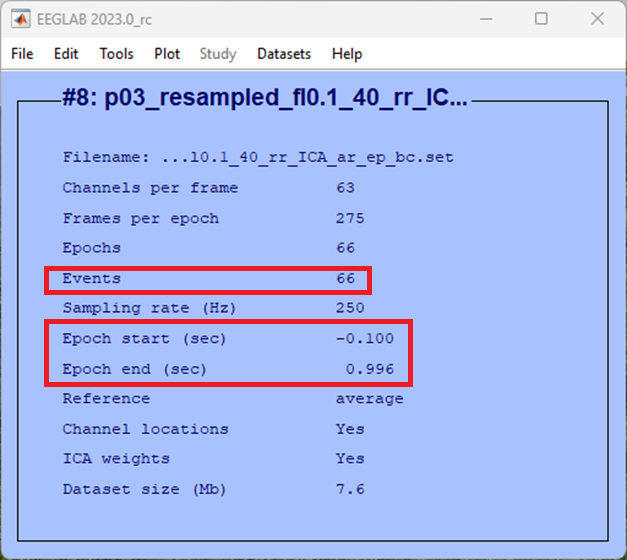 EEGLAB 2023.0_rc
File Edit Tools Plot Study Datasets Help
#8: p03_resampled_fl0.1_40_rr_IC...
Filename: ...l0.1_40_rr_ICA_ar_ep_bc.set
Channels per frame 63
Frames per epoch 275
Epochs 66
Events 66
Sampling rate (Hz) 250
Epoch start (sec) -0.100
Epoch end (sec) 0.996
Reference average
Channel locations Yes
ICA weights Yes
Dataset size (Mb) 7.6